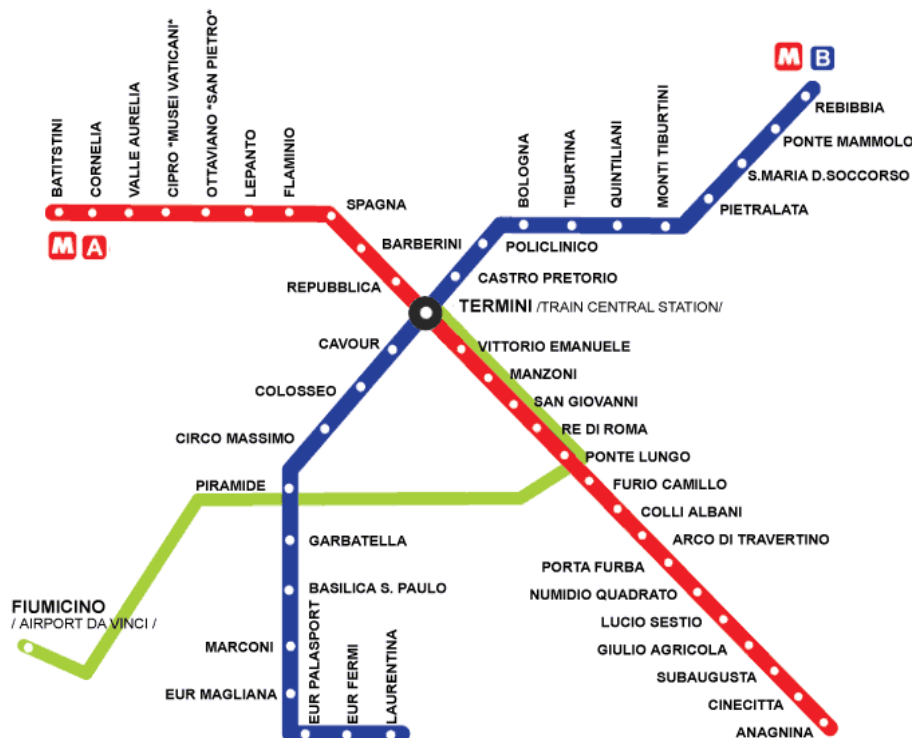 BATITSTINI
CORNELIA
VALLE AURELIA
CIPRO *MUSEI VATICANI*
OTTAVIANO *SAN PIETRO*
LEPANTO
FLAMINIO
M A
SPAGNA
BARBERINI
REPUBBLICA
M B
REBIBBIA
PONTE MAMMOLO
S.MARIA D.SOCCORSO
PIETRALATA
MONTI TIBURTINI
QUINTILIANI
TIBURTINA
BOLOGNA
POLICLINICO
CASTRO PRETORIO
TERMINI /TRAIN CENTRAL STATION/
CAVOUR
COLOSSEO
CIRCO MASSIMO
PIRAMIDE
GARBATELLA
BASILICA S. PAULO
MARCONI
EUR MAGLIANA
EUR PALASPORT
EUR FERMI
LAURENTINA
VITTORIO EMANUELE
MANZONI
SAN GIOVANNI
RE DI ROMA
PONTE LUNGO
FURIO CAMILLO
COLLI ALBANI
ARCO DI TRAVERTINO
PORTA FURBA
NUMIDIO QUADRATO
LUCIO SESTIO
GIULIO AGRICOLA
SUBAUGUSTA
CINECITTA
ANAGNINA
FIUMICINO
/ AIRPORT DA VINCI /